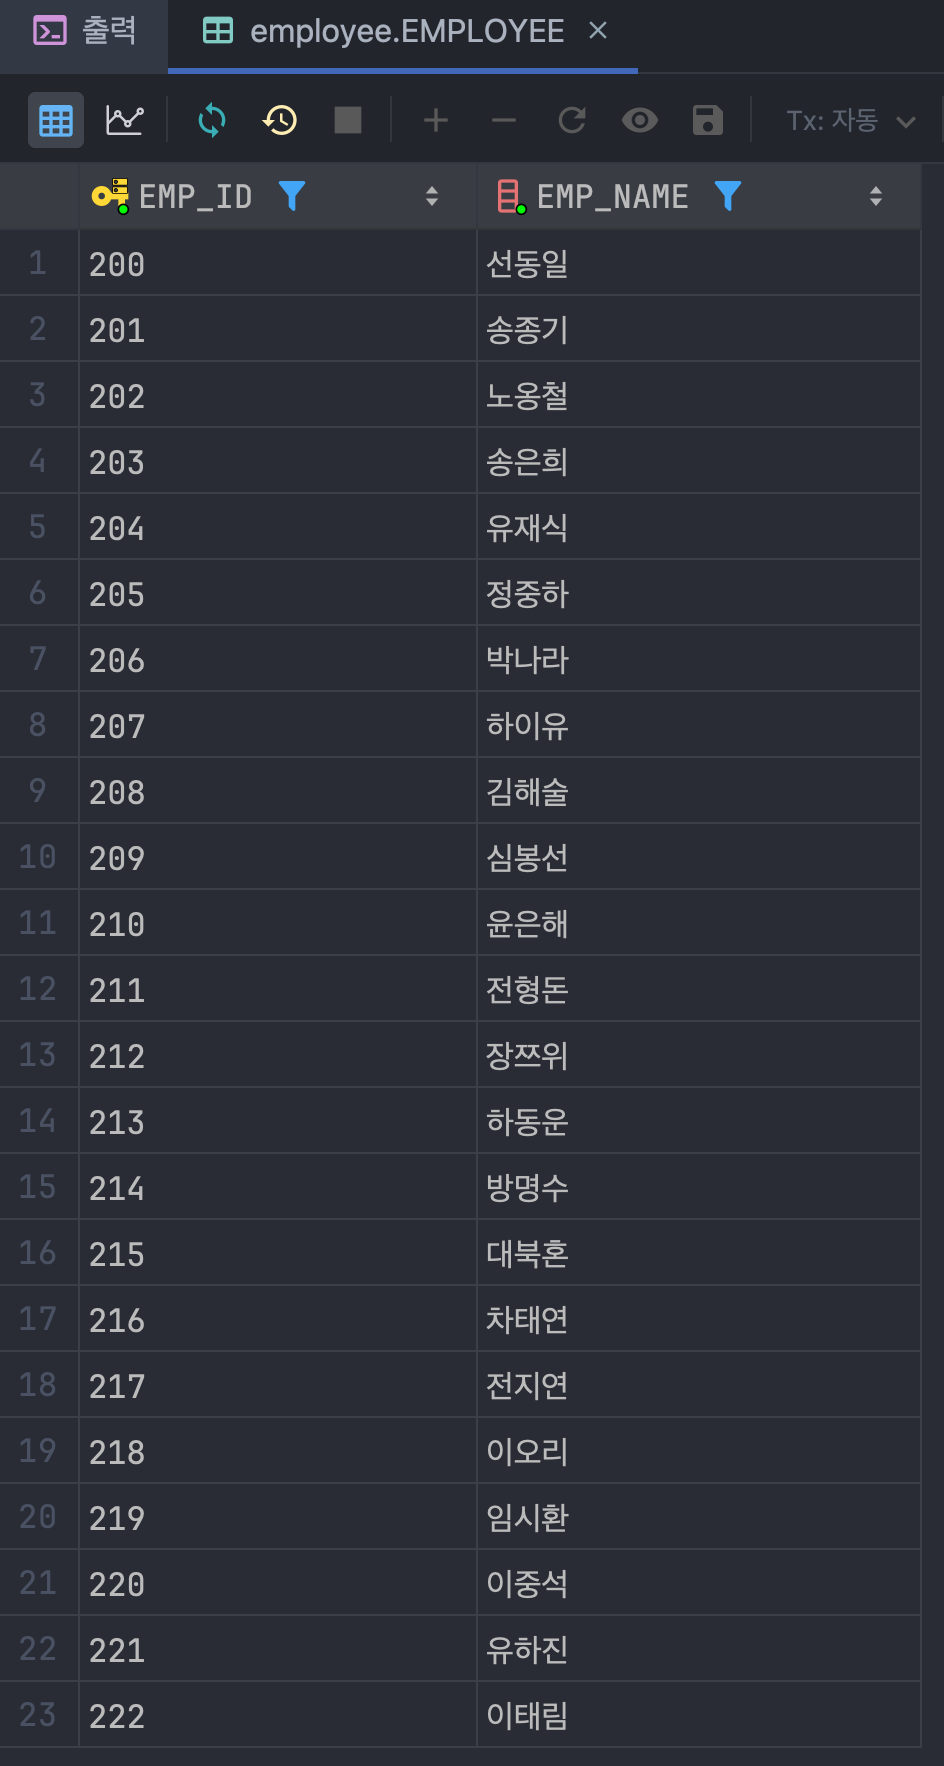 출력 employee.EMPLOYEE
Tx: 자동
EMP_ID EMP_NAME
1 200 선동일
2 201 송종기
3 202 노옹철
4 203 송은희
5 204 유재식
6 205 정중하
7 206 박나라
8 207 하이유
9 208 김해술
10 209 심봉선
11 210 윤은해
12 211 전형돈
13 212 장쯔위
14 213 하동운
15 214 방명수
16 215 대북혼
17 216 차태연
18 217 전지연
19 218 이오리
20 219 임시환
21 220 이중석
22 221 유하진
23 222 이태림